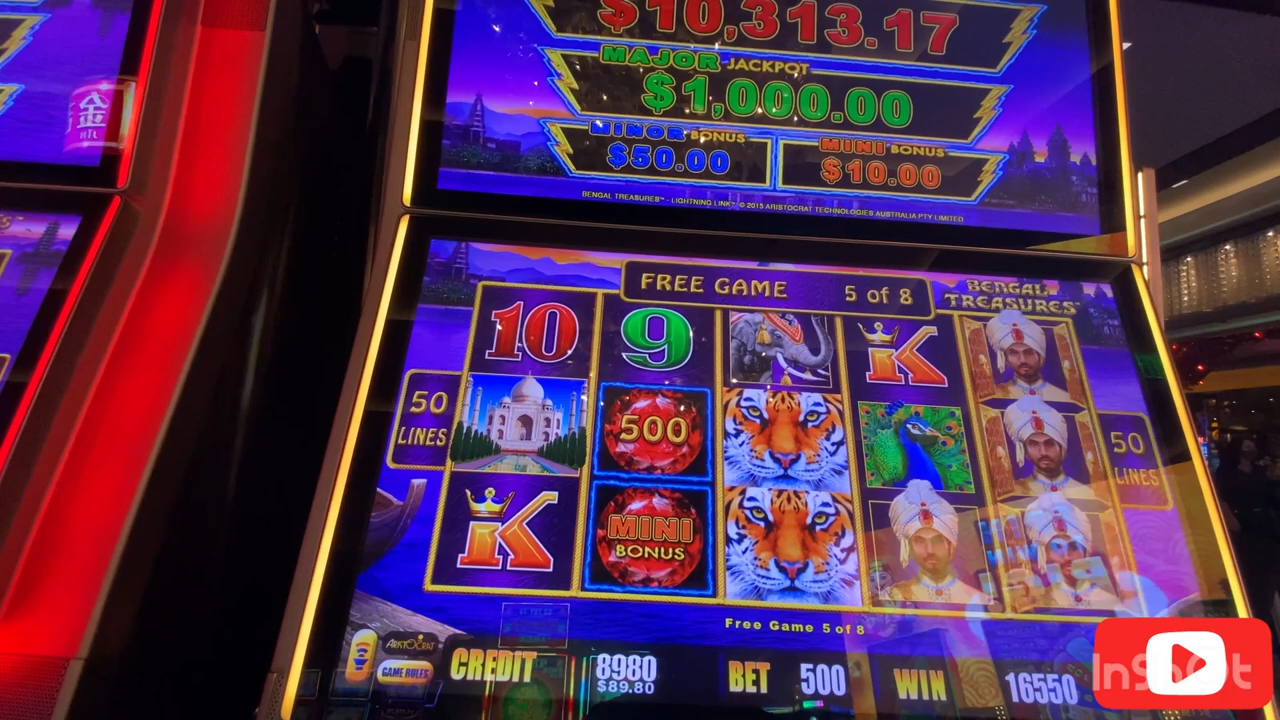 $10,313.17
MAJOR JACKPOT
$1,000.00
MINOR BONUS
$50.00
MINI BONUS
$10.00
BENGAL TREASURES™ - LIGHTNING LINK™ © 2015 ARISTOCRAT TECHNOLOGIES AUSTRALIA PTY LIMITED
金
FREE GAME 5 of 8
BENGAL
TREASURES™
10
9
K
50
LINES
500
50
LINES
K
MINI
BONUS
Free Game 5 of 8
ARISTOCRAT
GAME RULES
CREDIT
8980
$89.80
BET
500
WIN
16550
InShot